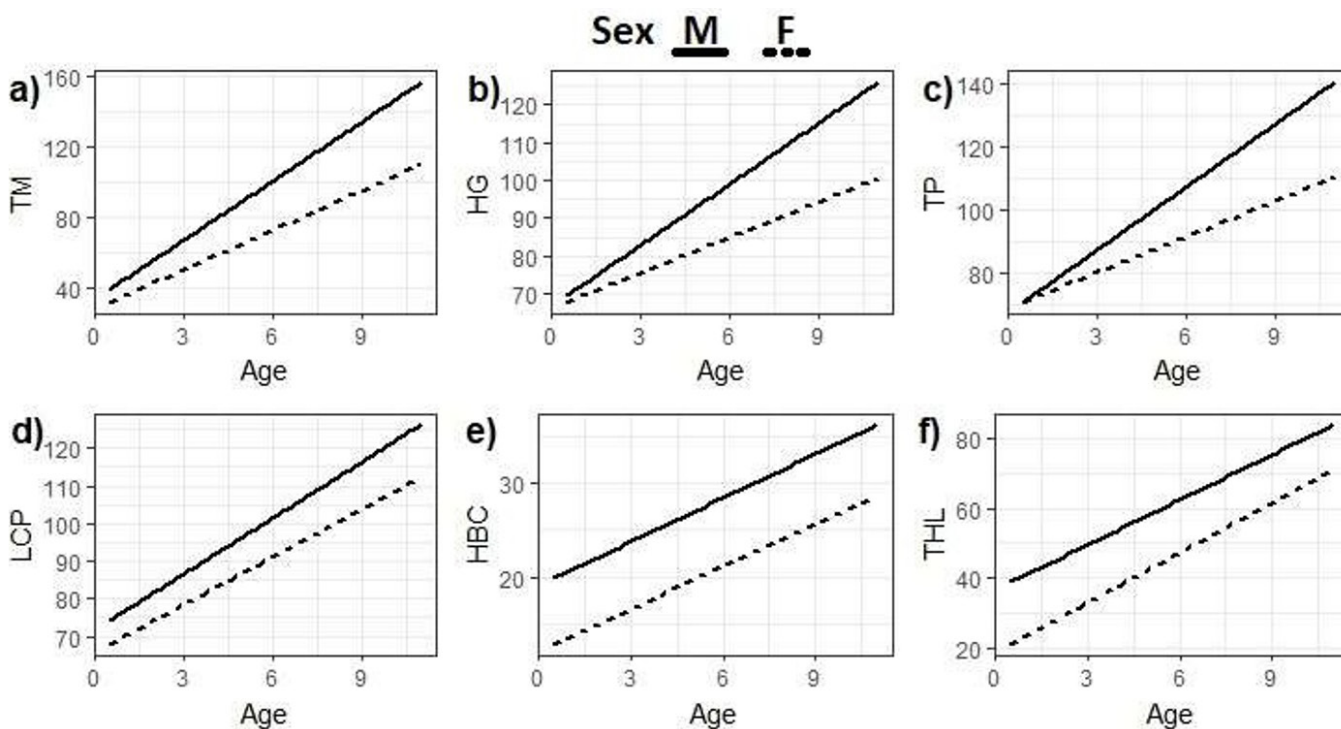 Sex M F
a) b) c)
160 120 80 40
TM
0 3 6 9
Age
120 110 100 90 80 70
HG
0 3 6 9
Age
140 120 100 80
TP
0 3 6 9
Age
d) e) f)
120 110 100 90 80 70
LCP
0 3 6 9
Age
30 20
HBC
0 3 6 9
Age
80 60 40 20
THL
0 3 6 9
Age